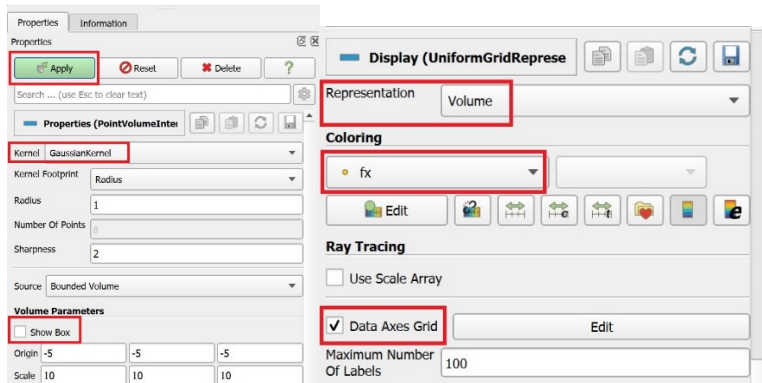 Properties Information
Properties
Apply Reset Delete ?
Search ... (use Esc to clear text)
Properties (PointVolumeInter
Kernel GaussianKernel
Kernel Footprint Radius
Radius 1
Number Of Points 8
Sharpness 2
Source Bounded Volume
Volume Parameters
Show Box
Origin -5 -5 -5
Scale 10 10 10
Display (UniformGridReprese
Representation Volume
Coloring
fx
Edit
Ray Tracing
Use Scale Array
Data Axes Grid Edit
Maximum Number
Of Labels 100